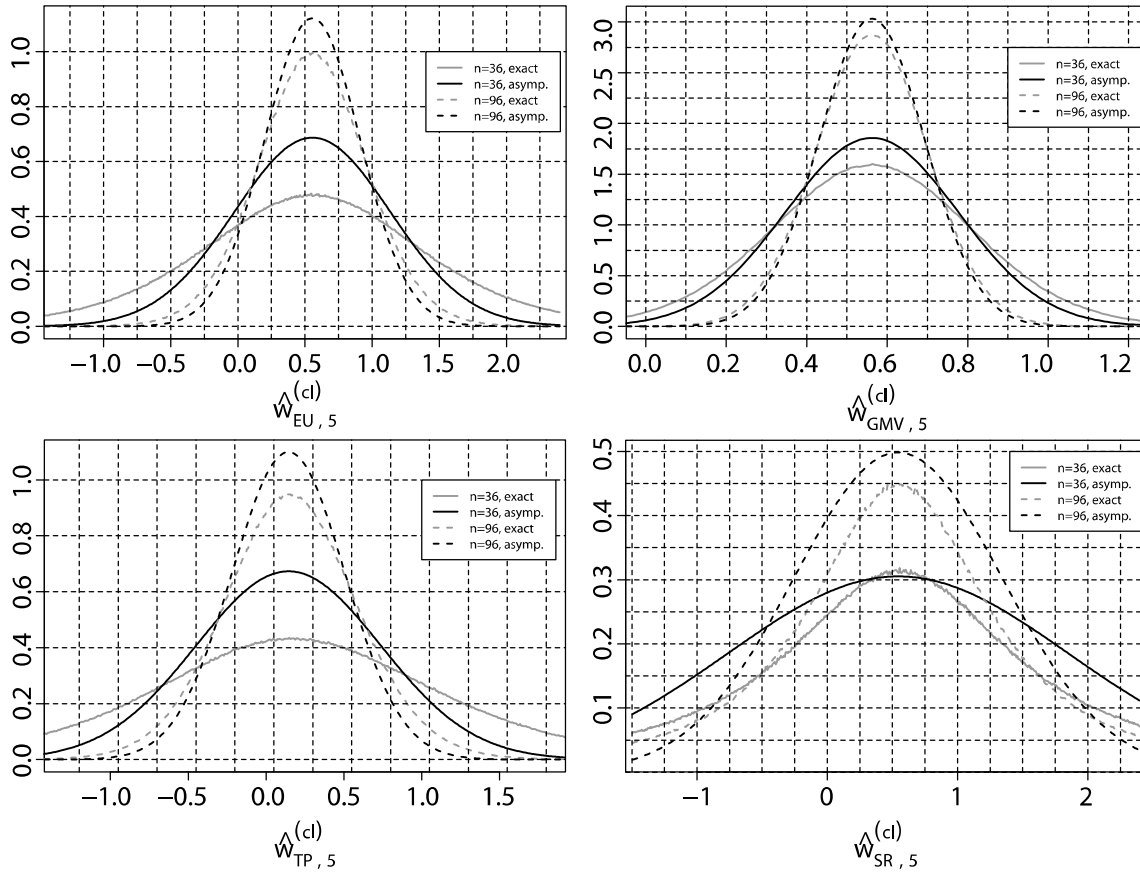 0.0 0.2 0.4 0.6 0.8 1.0
n=36, exact
n=36, asymp.
n=96, exact
n=96, asymp.
−1.0 −0.5 0.0 0.5 1.0 1.5 2.0
ŵ(cl)EU , 5
0.0 0.5 1.0 1.5 2.0 2.5 3.0
n=36, exact
n=36, asymp.
n=96, exact
n=96, asymp.
0.0 0.2 0.4 0.6 0.8 1.0 1.2
ŵ(cl)GMV , 5
0.0 0.2 0.4 0.6 0.8 1.0
n=36, exact
n=36, asymp.
n=96, exact
n=96, asymp.
−1.0 −0.5 0.0 0.5 1.0 1.5
ŵ(cl)TP , 5
0.1 0.2 0.3 0.4 0.5
n=36, exact
n=36, asymp.
n=96, exact
n=96, asymp.
−1 0 1 2
ŵ(cl)SR , 5